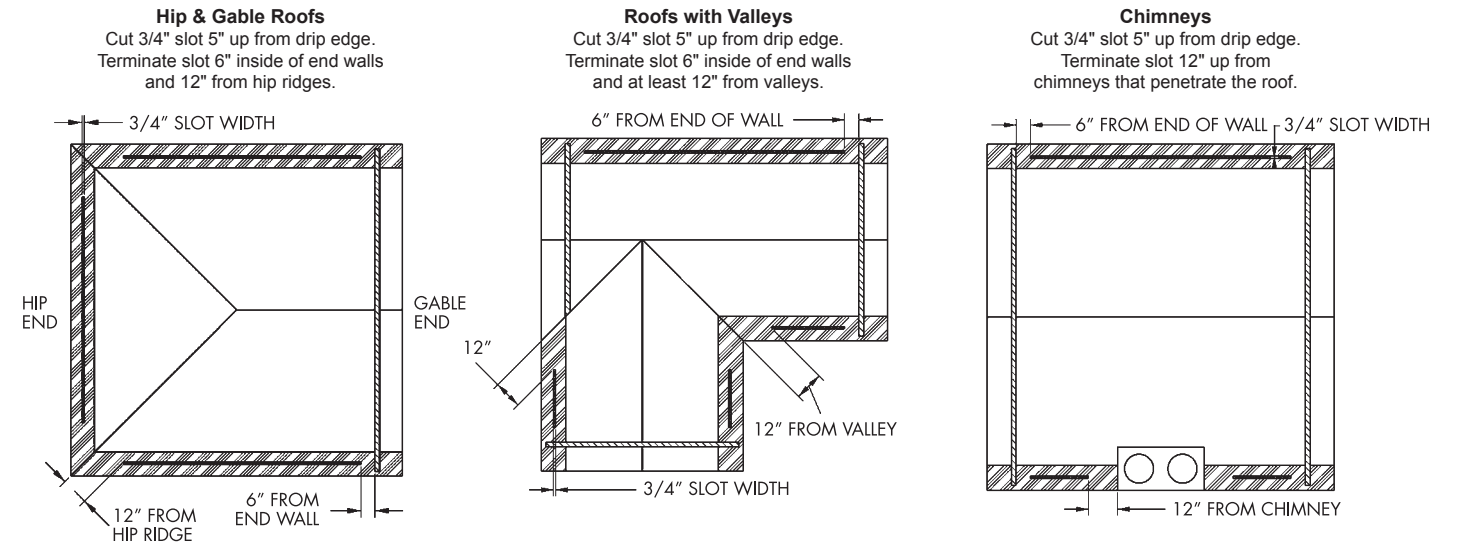 Hip & Gable Roofs
Cut 3/4" slot 5" up from drip edge.
Terminate slot 6" inside of end walls
and 12" from hip ridges.
3/4” SLOT WIDTH
HIP
END
GABLE
END
12” FROM
HIP RIDGE
6” FROM
END WALL
Roofs with Valleys
Cut 3/4" slot 5" up from drip edge.
Terminate slot 6" inside of end walls
and at least 12" from valleys.
6” FROM END OF WALL
12”
12” FROM VALLEY
3/4” SLOT WIDTH
Chimneys
Cut 3/4" slot 5" up from drip edge.
Terminate slot 12" up from
chimneys that penetrate the roof.
6” FROM END OF WALL
3/4” SLOT WIDTH
12” FROM CHIMNEY